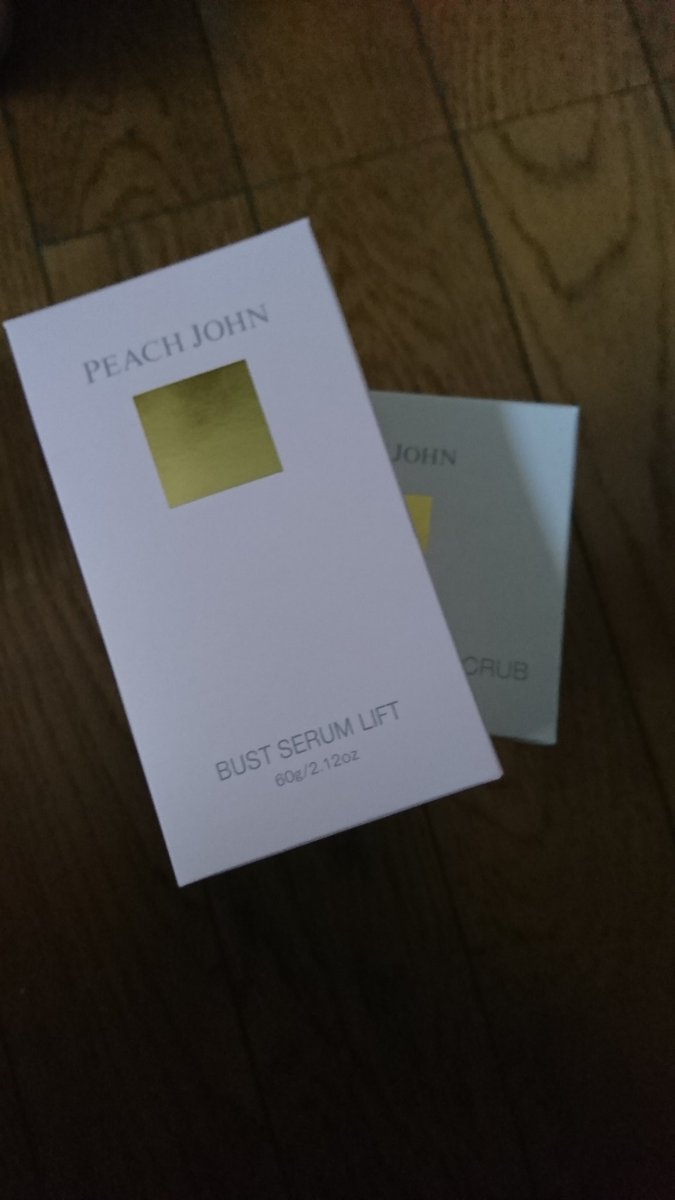 PEACH JOHN
BUST SERUM LIFT
60g/2.12oz
JOHN
CRUB